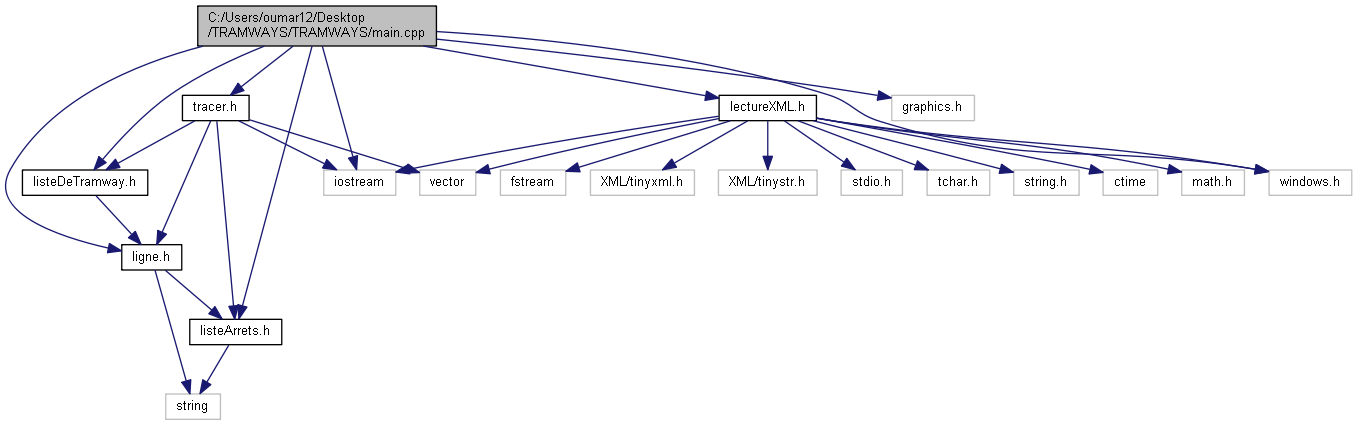 C:/Users/oumar12/Desktop
/TRAMWAYS/TRAMWAYS/main.cpp
tracer.h
lectureXML.h
graphics.h
listeDeTramway.h
iostream
vector
fstream
XML/tinyxml.h
XML/tinystr.h
stdio.h
tchar.h
string.h
ctime
math.h
windows.h
ligne.h
listeArrets.h
string